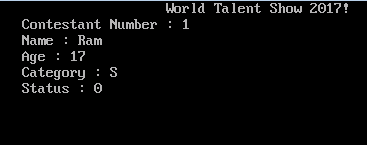 World Talent Show 2017!
Contestant Number : 1
Name : Ram
Age : 17
Category : S
Status : 0